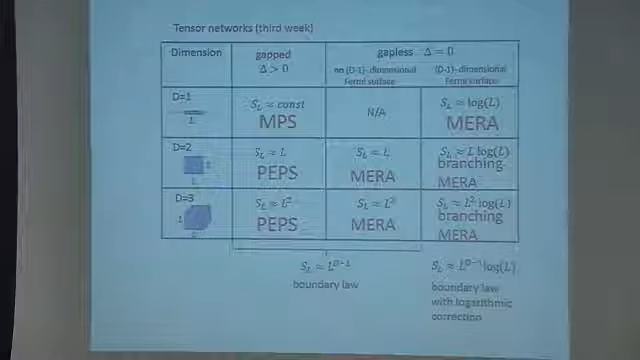 Tensor networks (third week)
Dimension
gapped
Δ > 0
gapless Δ = 0
no (D-1)- dimensional
Fermi surface
(D-1)- dimensional
Fermi surface
D=1
L
S_L ≈ const
MPS
N/A
S_L ≈ log(L)
MERA
D=2
L
L
S_L ≈ L
PEPS
S_L ≈ L
MERA
S_L ≈ L log(L)
branching
MERA
D=3
L
L
S_L ≈ L²
PEPS
S_L ≈ L²
MERA
S_L ≈ L² log(L)
branching
MERA
S_L ≈ L^{D-1}
boundary law
S_L ≈ L^{D-1} log(L)
boundary law
with logarithmic
correction